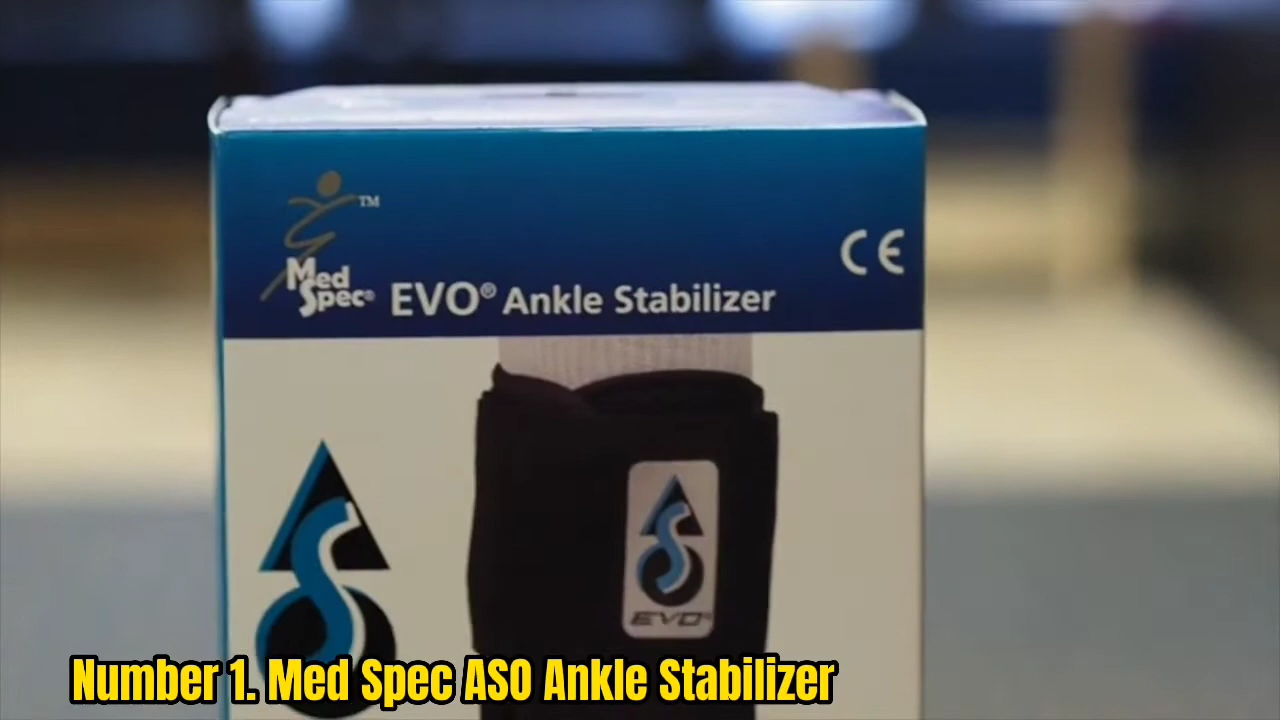 TM
Med
Spec®
EVO® Ankle Stabilizer
CE
EVO®
Number 1. Med Spec ASO Ankle Stabilizer